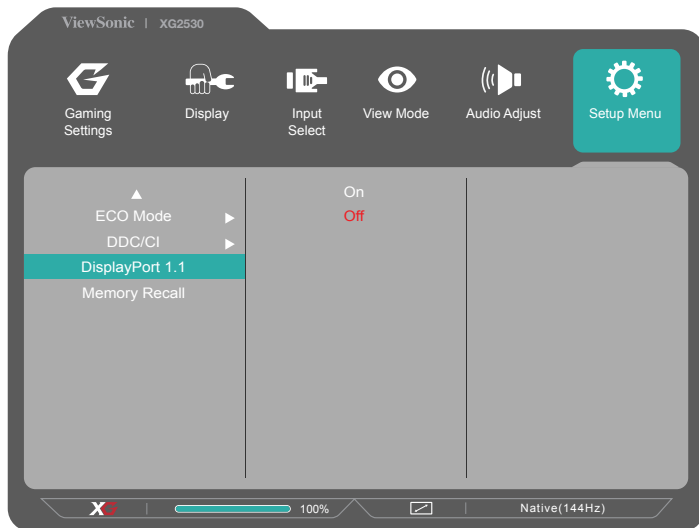 ViewSonic | XG2530
Gaming
Settings
Display
Input
Select
View Mode
Audio Adjust
Setup Menu
▲
ECO Mode ▶
DDC/CI ▶
DisplayPort 1.1
Memory Recall
On
Off
XG | 100% | Native(144Hz)